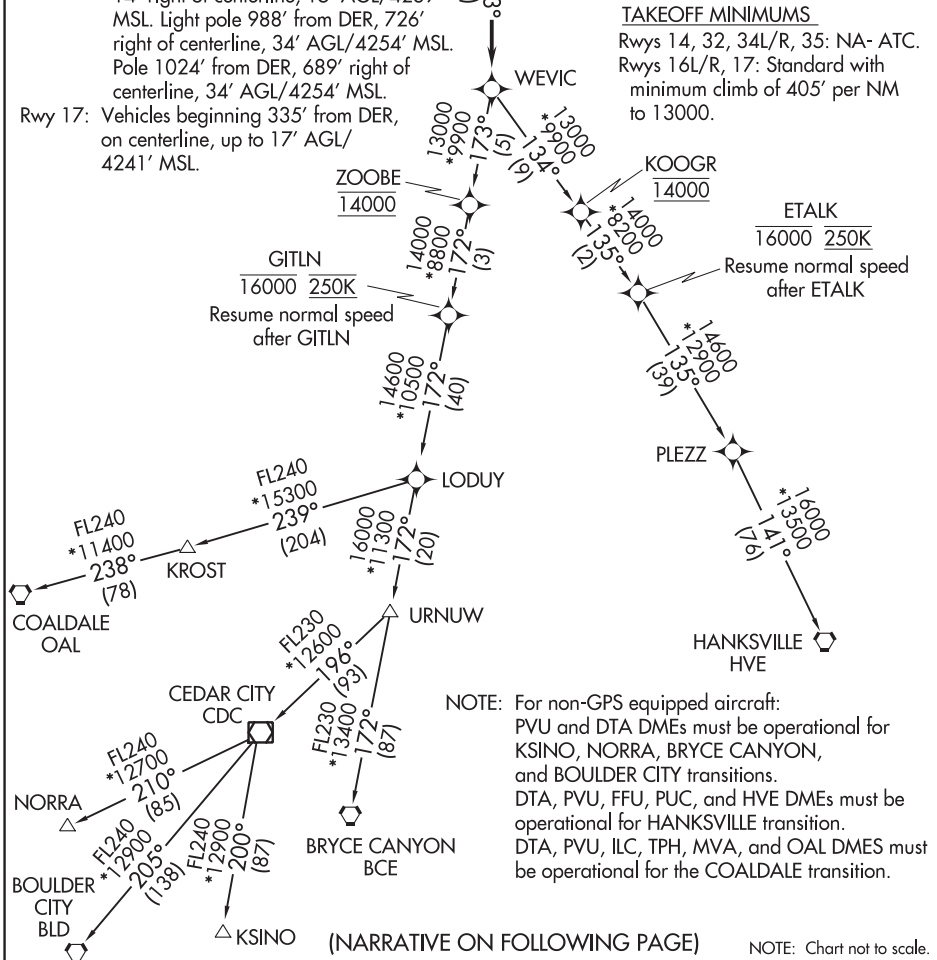 MSL. Light pole 988' from DER, 726'
right of centerline, 34' AGL/4254' MSL.
Pole 1024' from DER, 689' right of
centerline, 34' AGL/4254' MSL.
Rwy 17: Vehicles beginning 335' from DER,
on centerline, up to 17' AGL/
4241' MSL.
TAKEOFF MINIMUMS
Rwys 14, 32, 34L/R, 35: NA- ATC.
Rwys 16L/R, 17: Standard with
minimum climb of 405' per NM
to 13000.
WEVIC
13000
*9900
173°
(5)
13000
*9900
134°
(9)
ZOOBE
14000
KOOGR
14000
14000
*8800
172°
(3)
14000
*8200
135°
(2)
GITLN
16000 250K
Resume normal speed
after GITLN
ETALK
16000 250K
Resume normal speed
after ETALK
14600
*10500
172°
(40)
14600
*12900
135°
(39)
LODUY
PLEZZ
FL240
*15300
239°
(204)
KROST
FL240
*11400
238°
(78)
COALDALE
OAL
16000
*11300
172°
(20)
16000
*13500
141°
(76)
URNUW
HANKSVILLE
HVE
FL230
*12600
196°
(93)
FL230
*13400
172°
(87)
CEDAR CITY
CDC
BRYCE CANYON
BCE
FL240
*12700
210°
(85)
NORRA
FL240
*12900
205°
(138)
BOULDER
CITY
BLD
FL240
*12900
200°
(87)
KSINO
NOTE: For non-GPS equipped aircraft:
PVU and DTA DMEs must be operational for
KSINO, NORRA, BRYCE CANYON,
and BOULDER CITY transitions.
DTA, PVU, FFU, PUC, and HVE DMEs must be
operational for HANKSVILLE transition.
DTA, PVU, ILC, TPH, MVA, and OAL DMES must
be operational for the COALDALE transition.
(NARRATIVE ON FOLLOWING PAGE)
NOTE: Chart not to scale.